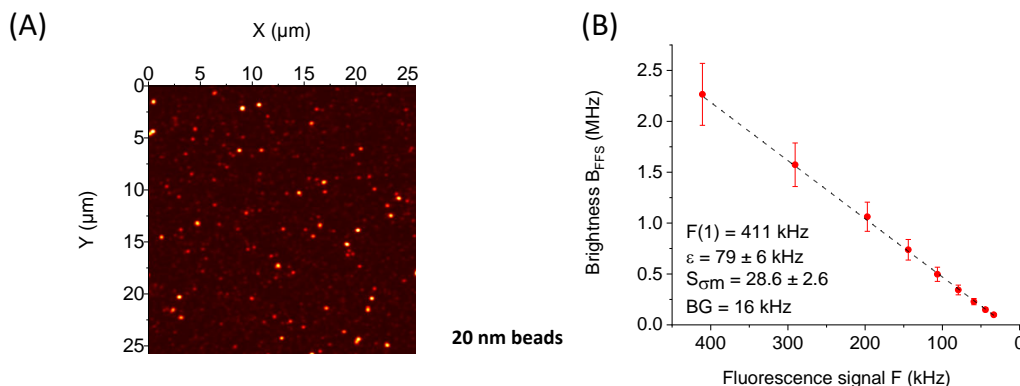 (A)
X (µm)
0 5 10 15 20 25
0
5
10
15
20
25
Y (µm)
20 nm beads
(B)
Brightness B_FFS (MHz)
2.5
2.0
1.5
1.0
0.5
0.0
F(1) = 411 kHz
ε = 79 ± 6 kHz
S_σm = 28.6 ± 2.6
BG = 16 kHz
400 300 200 100 0
Fluorescence signal F (kHz)